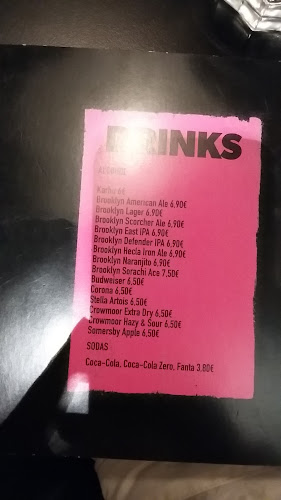 DRINKS
Karhu 6€
Brooklyn American Ale 6,90€
Brooklyn Lager 6,90€
Brooklyn Scorcher Ale 6,90€
Brooklyn East IPA 6,90€
Brooklyn Defender IPA 6,90€
Brooklyn Hecla Iron Ale 6,90€
Brooklyn Naranjito 6,90€
Brooklyn Sorachi Ace 7,50€
Budweiser 6,50€
Corona 6,50€
Stella Artois 6,50€
Crowmoor Extra Dry 6,50€
Crowmoor Hazy & Sour 6,50€
Somersby Apple 6,50€
SODAS
Coca-Cola, Coca-Cola Zero, Fanta 3,80€